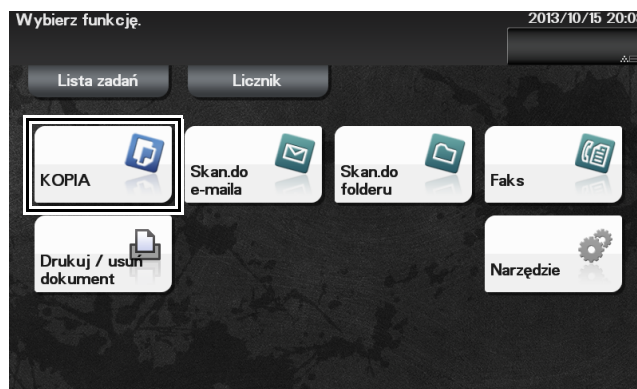 Wybierz funkcję.
2013/10/15 20:03
Lista zadań
Licznik
KOPIA
Skan.do
e-maila
Skan.do
folderu
Faks
Drukuj / usuń
dokument
Narzędzie